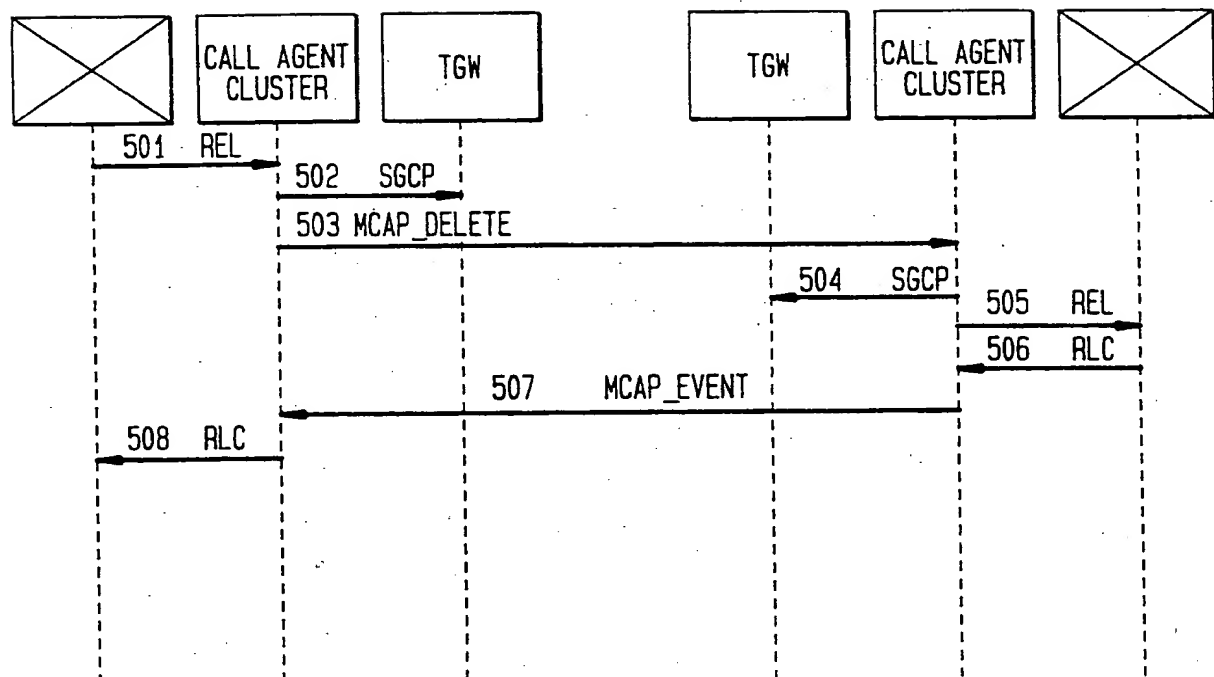 CALL AGENT
CLUSTER
TGW
TGW
CALL AGENT
CLUSTER
501 REL
502 SGCP
503 MCAP_DELETE
504 SGCP
505 REL
506 RLC
507 MCAP_EVENT
508 RLC